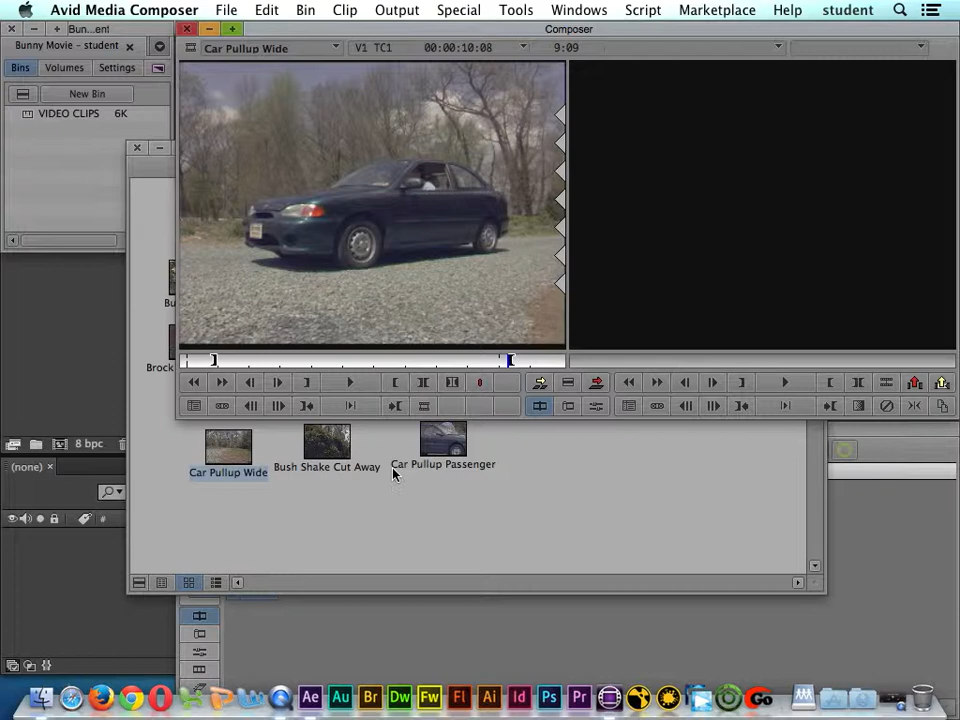 Avid Media Composer File Edit Bin Clip Output Special Tools Windows Script Marketplace Help student
Bun...ent
Composer
Bunny Movie - student
Car Pullup Wide V1 TC1 00:00:10:08 9:09
Bins Volumes Settings
New Bin
VIDEO CLIPS 6K
Bu
Brock
8 bpc
Car Pullup Wide Bush Shake Cut Away Car Pullup Passenger
(none)
#
Ae Au Br Dw Fw Fl Ai Id Ps Pr Go